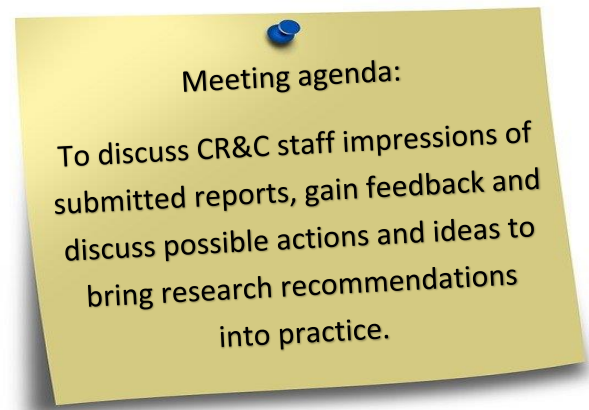 Meeting agenda:
To discuss CR&C staff impressions of
submitted reports, gain feedback and
discuss possible actions and ideas to
bring research recommendations
into practice.